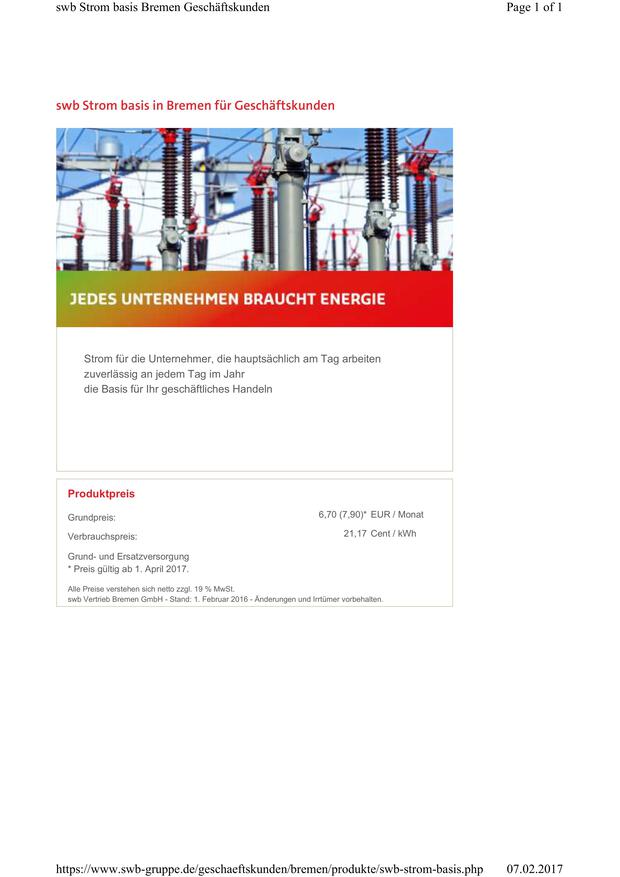 swb Strom basis Bremen Geschäftskunden Page 1 of 1
swb Strom basis in Bremen für Geschäftskunden
JEDES UNTERNEHMEN BRAUCHT ENERGIE
Strom für die Unternehmer, die hauptsächlich am Tag arbeiten
zuverlässig an jedem Tag im Jahr
die Basis für Ihr geschäftliches Handeln
Produktpreis
Grundpreis: 6,70 (7,90)* EUR / Monat
Verbrauchspreis: 21,17 Cent / kWh
Grund- und Ersatzversorgung
* Preis gültig ab 1. April 2017.
Alle Preise verstehen sich netto zzgl. 19 % MwSt.
swb Vertrieb Bremen GmbH - Stand: 1. Februar 2016 - Änderungen und Irrtümer vorbehalten.
https://www.swb-gruppe.de/geschaeftskunden/bremen/produkte/swb-strom-basis.php 07.02.2017